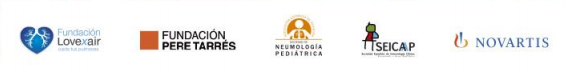 Fundación
Lovexair
FUNDACIÓN
PERE TARRÉS
NEUMOLOGÍA
PEDIÁTRICA
SEICAP
NOVARTIS